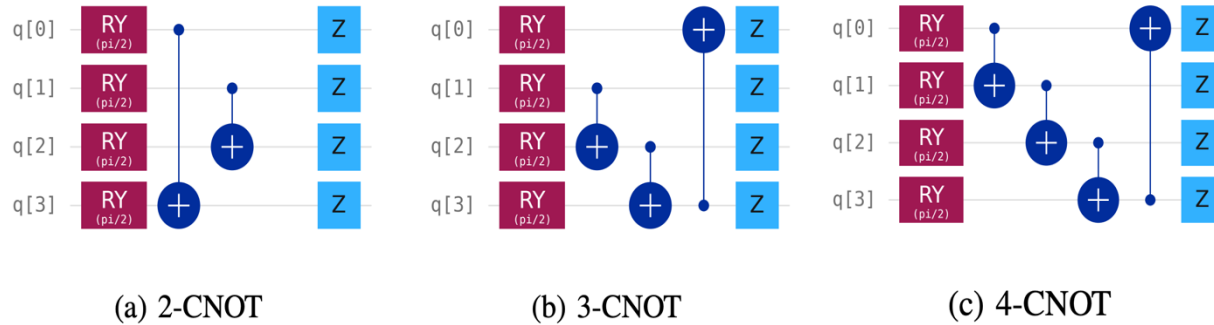 q[0] RY (pi/2) Z
q[1] RY (pi/2) Z
q[2] RY (pi/2) Z
q[3] RY (pi/2) Z
(a) 2-CNOT
q[0] RY (pi/2) Z
q[1] RY (pi/2) Z
q[2] RY (pi/2) Z
q[3] RY (pi/2) Z
(b) 3-CNOT
q[0] RY (pi/2) Z
q[1] RY (pi/2) Z
q[2] RY (pi/2) Z
q[3] RY (pi/2) Z
(c) 4-CNOT